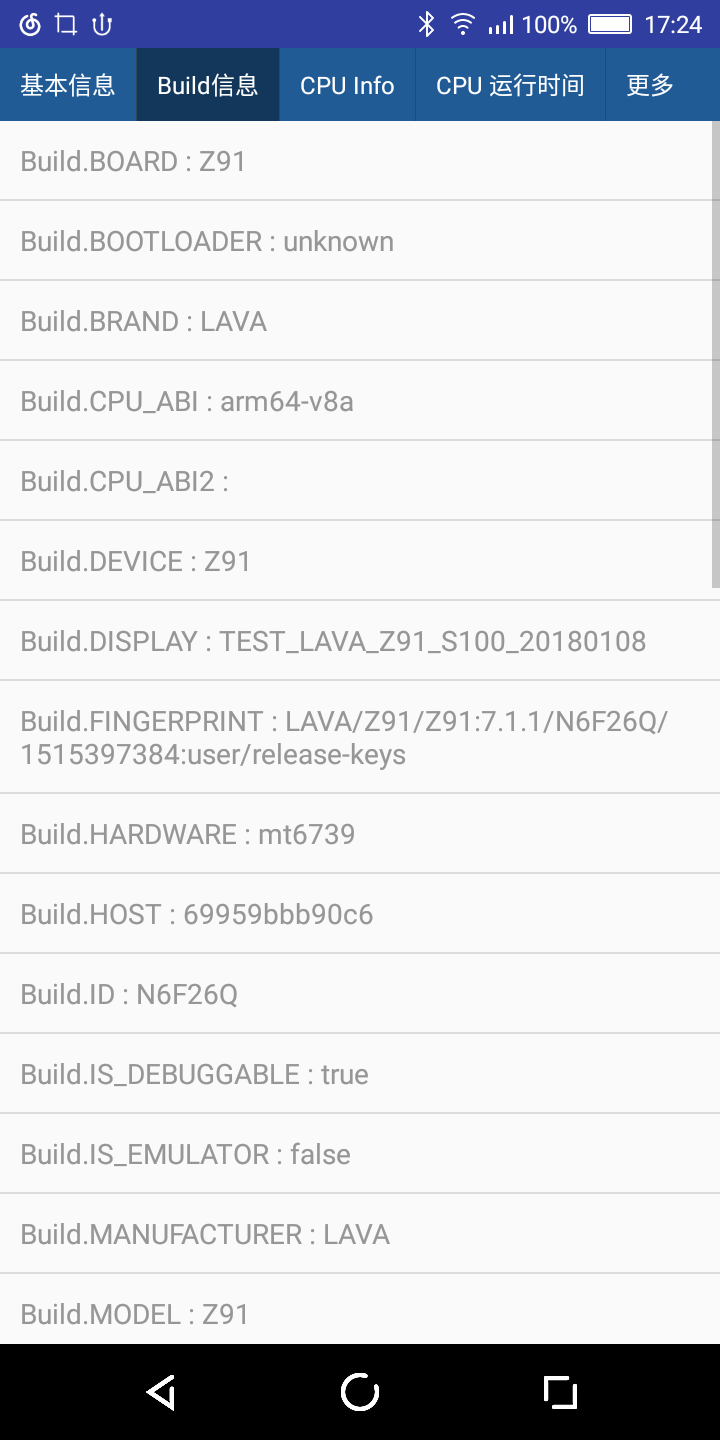 100% 17:24
基本信息 Build信息 CPU Info CPU 运行时间 更多
Build.BOARD : Z91
Build.BOOTLOADER : unknown
Build.BRAND : LAVA
Build.CPU_ABI : arm64-v8a
Build.CPU_ABI2 :
Build.DEVICE : Z91
Build.DISPLAY : TEST_LAVA_Z91_S100_20180108
Build.FINGERPRINT : LAVA/Z91/Z91:7.1.1/N6F26Q/
1515397384:user/release-keys
Build.HARDWARE : mt6739
Build.HOST : 69959bbb90c6
Build.ID : N6F26Q
Build.IS_DEBUGGABLE : true
Build.IS_EMULATOR : false
Build.MANUFACTURER : LAVA
Build.MODEL : Z91